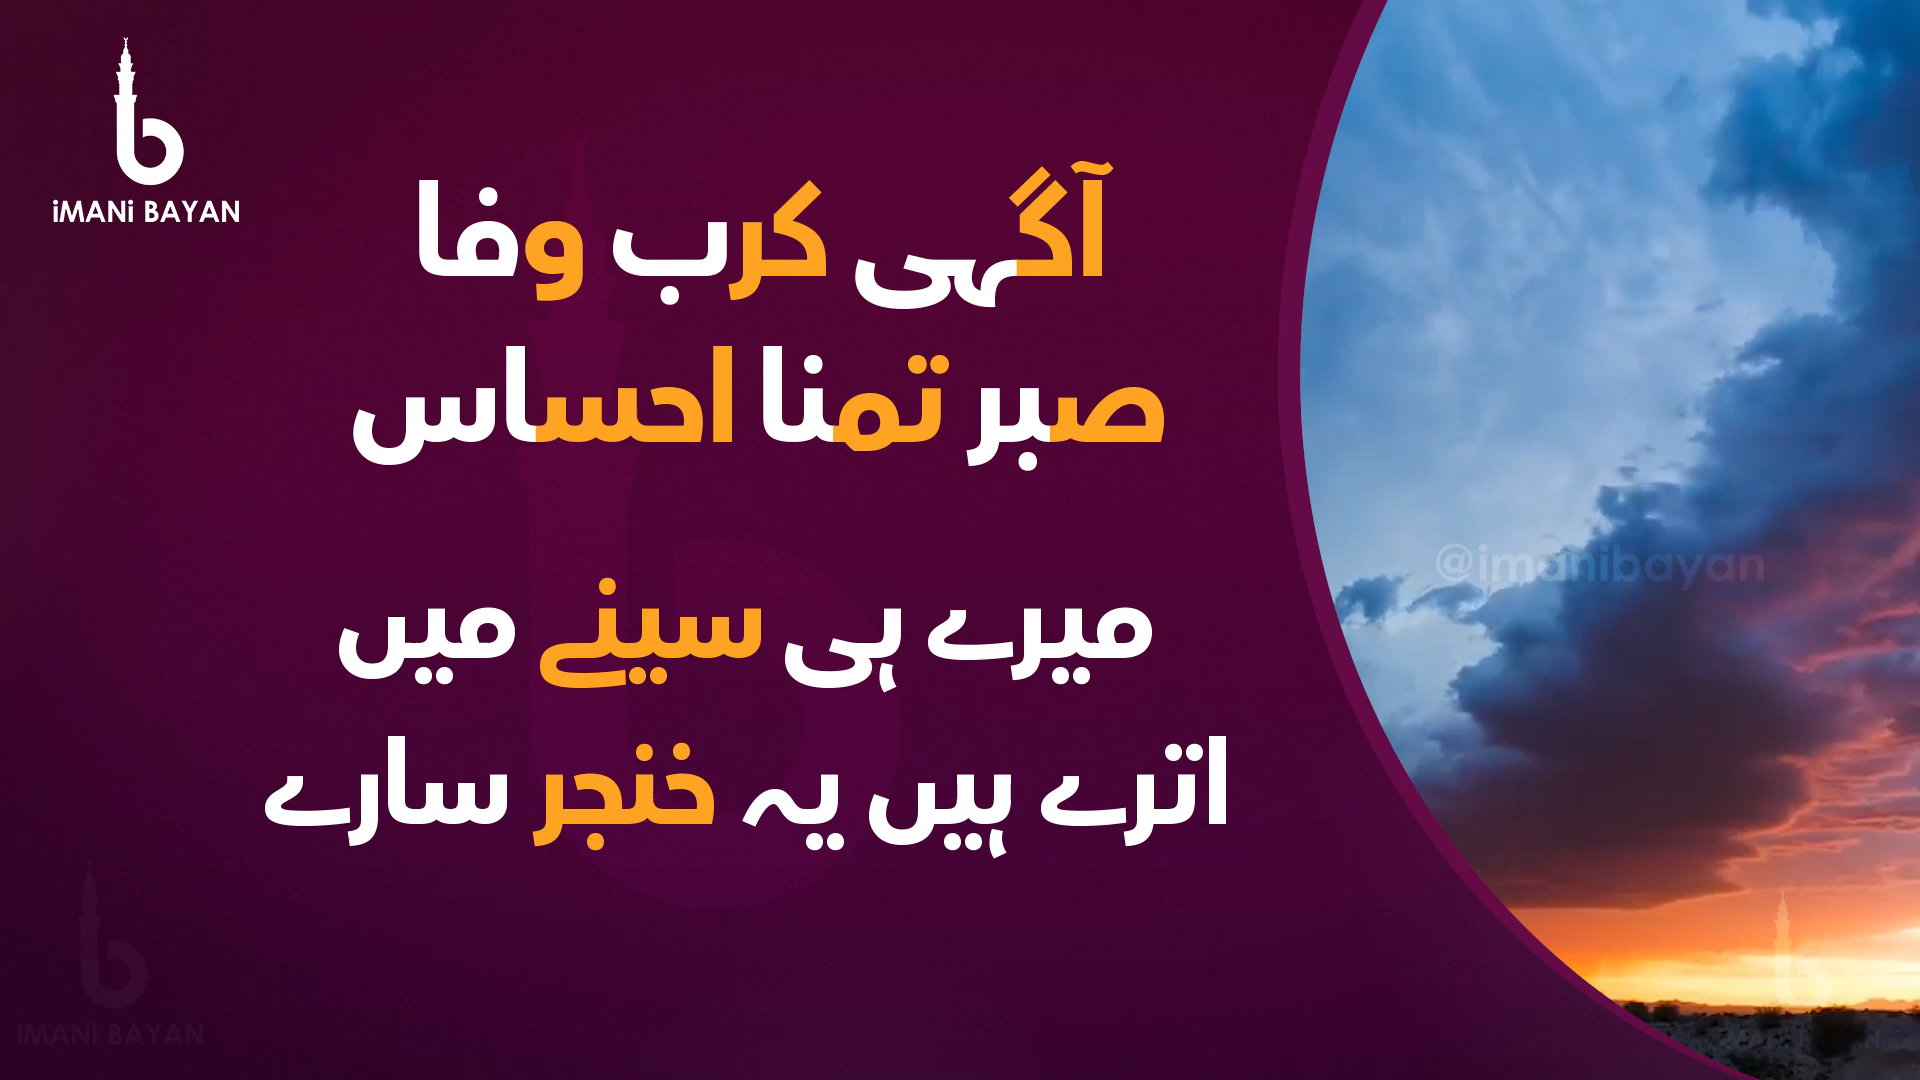 iMANi BAYAN
آگہی کرب وفا
صبر تمنا احساس
میرے ہی سینے میں
اترے ہیں یہ خنجر سارے
@imanibayan
iMANi BAYAN